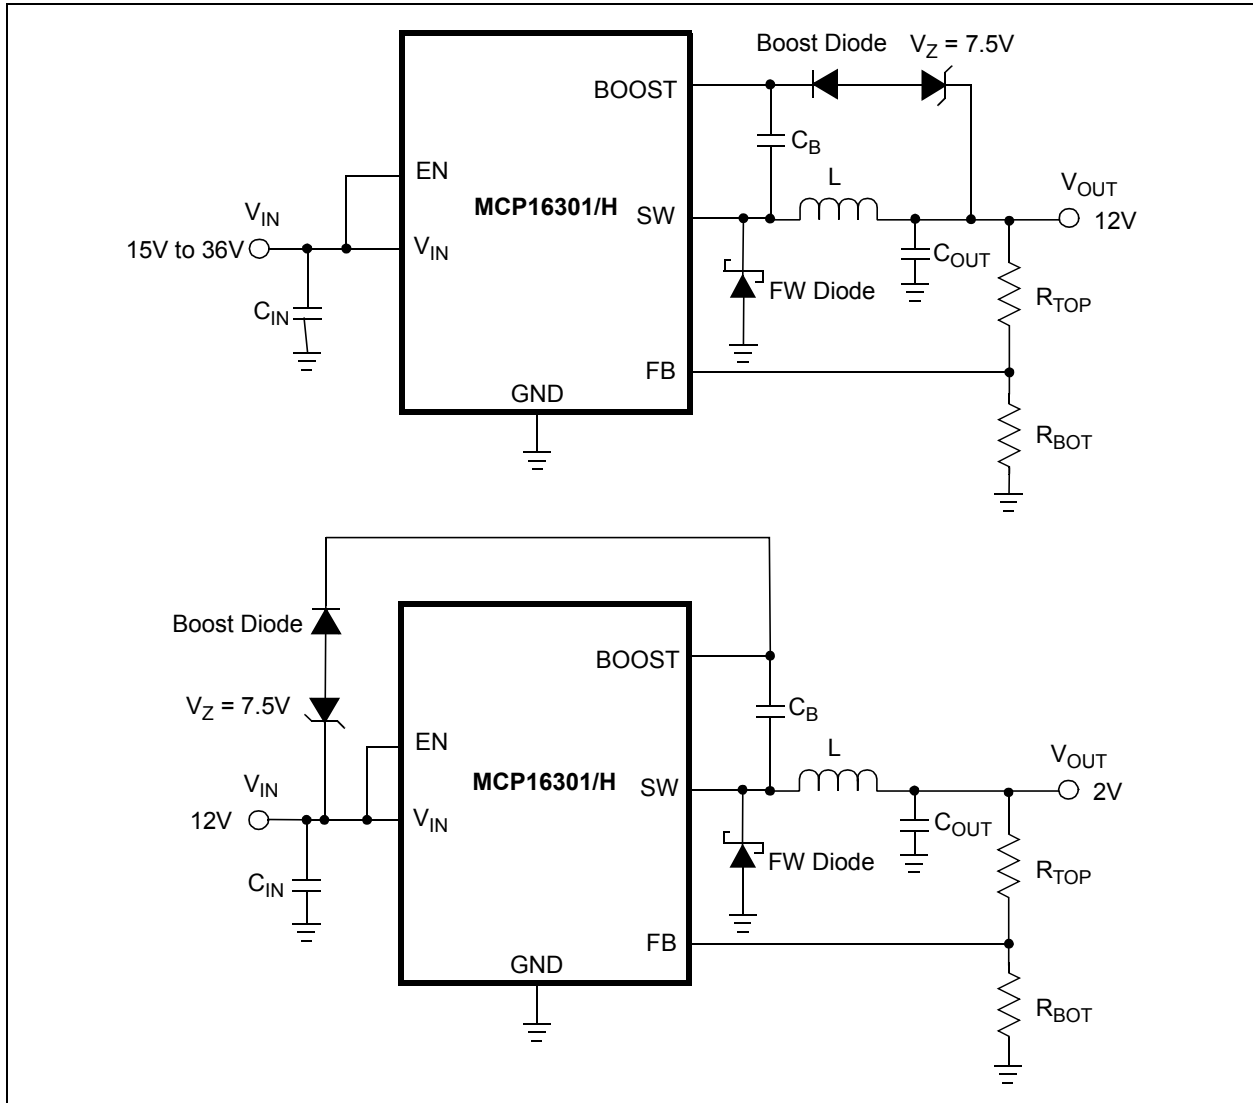 Boost Diode
V_Z = 7.5V
BOOST
C_B
EN
L
V_OUT
MCP16301/H
SW
12V
V_IN
15V to 36V
V_IN
C_OUT
FW Diode
R_TOP
C_IN
FB
GND
R_BOT
Boost Diode
BOOST
V_Z = 7.5V
C_B
EN
L
V_OUT
V_IN
MCP16301/H
SW
2V
12V
V_IN
C_OUT
FW Diode
R_TOP
C_IN
FB
GND
R_BOT